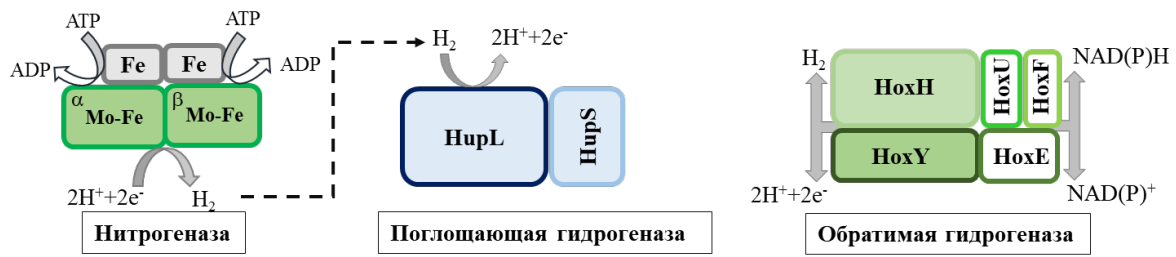 ATP
ATP
ADP
Fe
Fe
ADP
α
Mo-Fe
β
Mo-Fe
2H⁺+2e⁻
H₂
Нитрогеназа
H₂
2H⁺+2e⁻
HupL
HupS
Поглощающая гидрогеназа
H₂
HoxH
HoxU
HoxF
NAD(P)H
HoxY
HoxE
2H⁺+2e⁻
NAD(P)⁺
Обратимая гидрогеназа